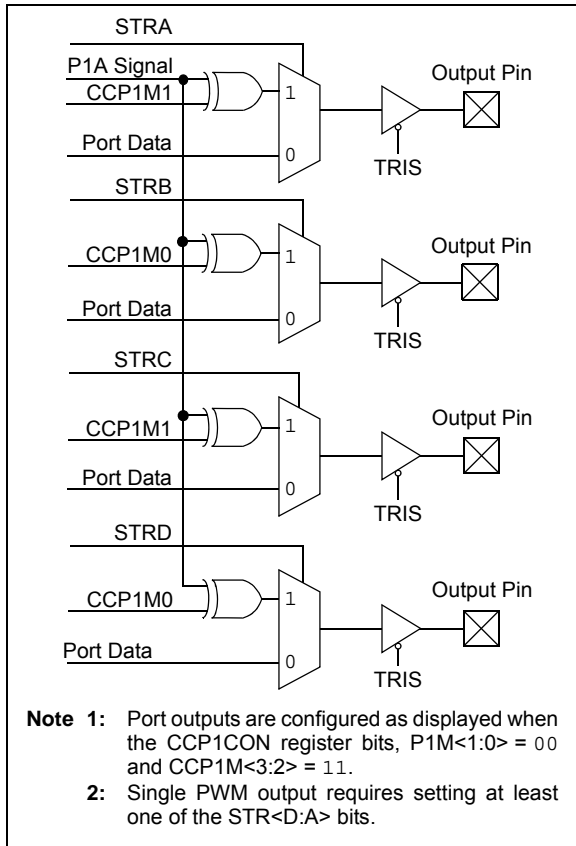 STRA
P1A Signal
Output Pin
CCP1M1
1
Port Data
0
TRIS
STRB
Output Pin
CCP1M0
1
Port Data
0
TRIS
STRC
Output Pin
CCP1M1
1
Port Data
0
TRIS
STRD
Output Pin
CCP1M0
1
Port Data
0
TRIS
Note 1: Port outputs are configured as displayed when
the CCP1CON register bits, P1M<1:0> = 00
and CCP1M<3:2> = 11.
2: Single PWM output requires setting at least
one of the STR<D:A> bits.